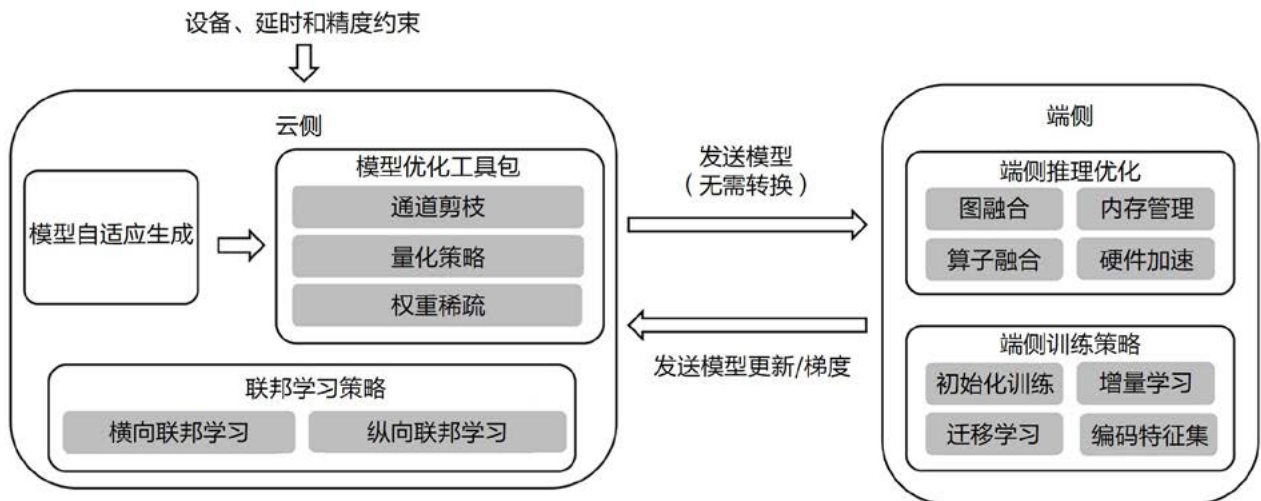 设备、延时和精度约束
云侧
模型自适应生成
模型优化工具包
通道剪枝
量化策略
权重稀疏
联邦学习策略
横向联邦学习
纵向联邦学习
发送模型
（无需转换）
发送模型更新/梯度
端侧
端侧推理优化
图融合
内存管理
算子融合
硬件加速
端侧训练策略
初始化训练
增量学习
迁移学习
编码特征集